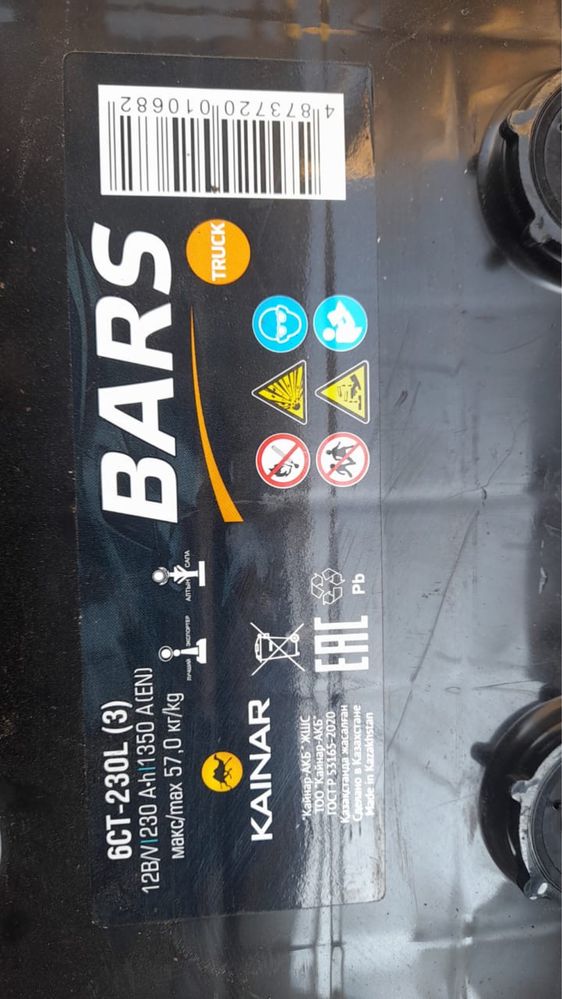 6СТ-230L (3)
12В/V|230 A·h|1350 A(EN)
макс/max 57,0 кг/kg
BARS
TRUCK
4 873720 010682
ЛУЧШИЙ ЭКСПОРТЕР
АЛТЫН САПА
KAINAR
"Қайнар-АКБ" ЖШС
ТОО "Кайнар-АКБ"
ГОСТ Р 53165-2020
Қазақстанда жасалған
Сделано в Казахстане
Made in Kazakhstan
EAC
Pb